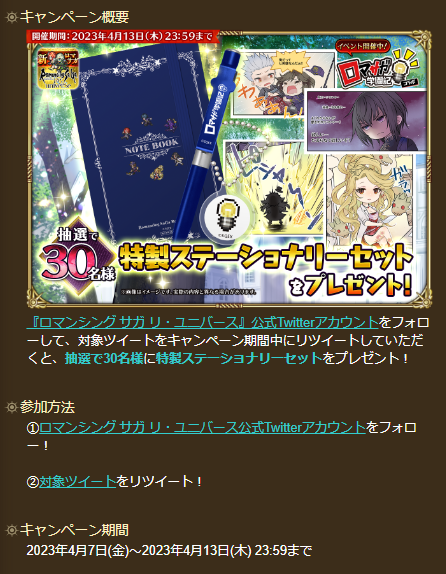 キャンペーン概要
開催期間:2023年4月13日(木) 23:59まで
イベント開催中!
ロマサガ
学園記
NOTE BOOK
ロマサガ学園記
抽選で
30名様
特製ステーショナリーセット
をプレゼント!
※画像はイメージです。実際の内容と異なる場合があります。
『ロマンシング サガ リ・ユニバース』公式Twitterアカウントをフォロ
ーして、対象ツイートをキャンペーン期間中にリツイートしていただ
くと、抽選で30名様に特製ステーショナリーセットをプレゼント!
参加方法
①ロマンシング サガ リ・ユニバース公式Twitterアカウントをフォロ
ー!
②対象ツイートをリツイート!
キャンペーン期間
2023年4月7日(金)～2023年4月13日(木) 23:59まで